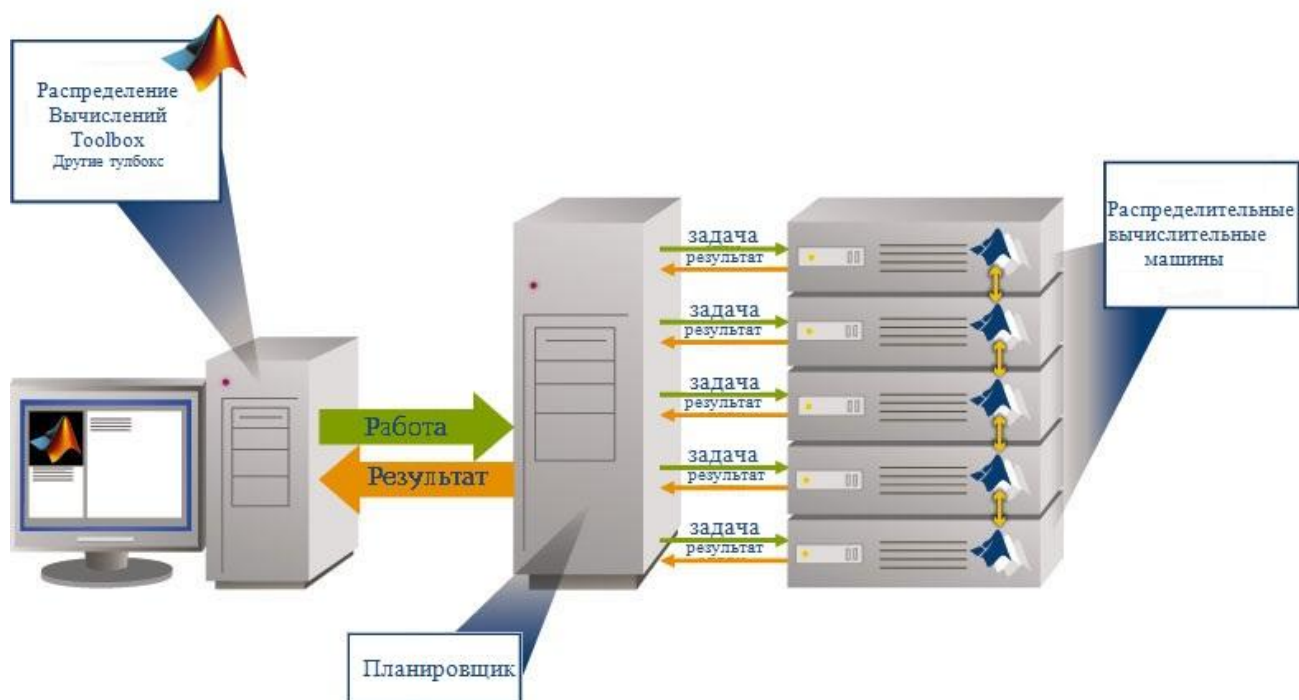 Распределение
Вычислений
Toolbox
Другие тулбокс
Распределительные
вычислительные
машины
задача
результат
задача
результат
задача
результат
задача
результат
задача
результат
Работа
Результат
Планировщик